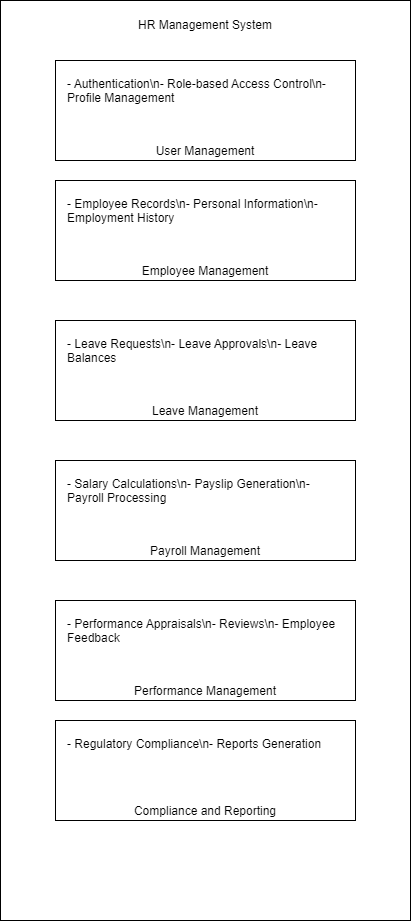 HR Management System
- Authentication\n- Role-based Access Control\n-
Profile Management
User Management
- Employee Records\n- Personal Information\n-
Employment History
Employee Management
- Leave Requests\n- Leave Approvals\n- Leave
Balances
Leave Management
- Salary Calculations\n- Payslip Generation\n-
Payroll Processing
Payroll Management
- Performance Appraisals\n- Reviews\n- Employee
Feedback
Performance Management
- Regulatory Compliance\n- Reports Generation
Compliance and Reporting